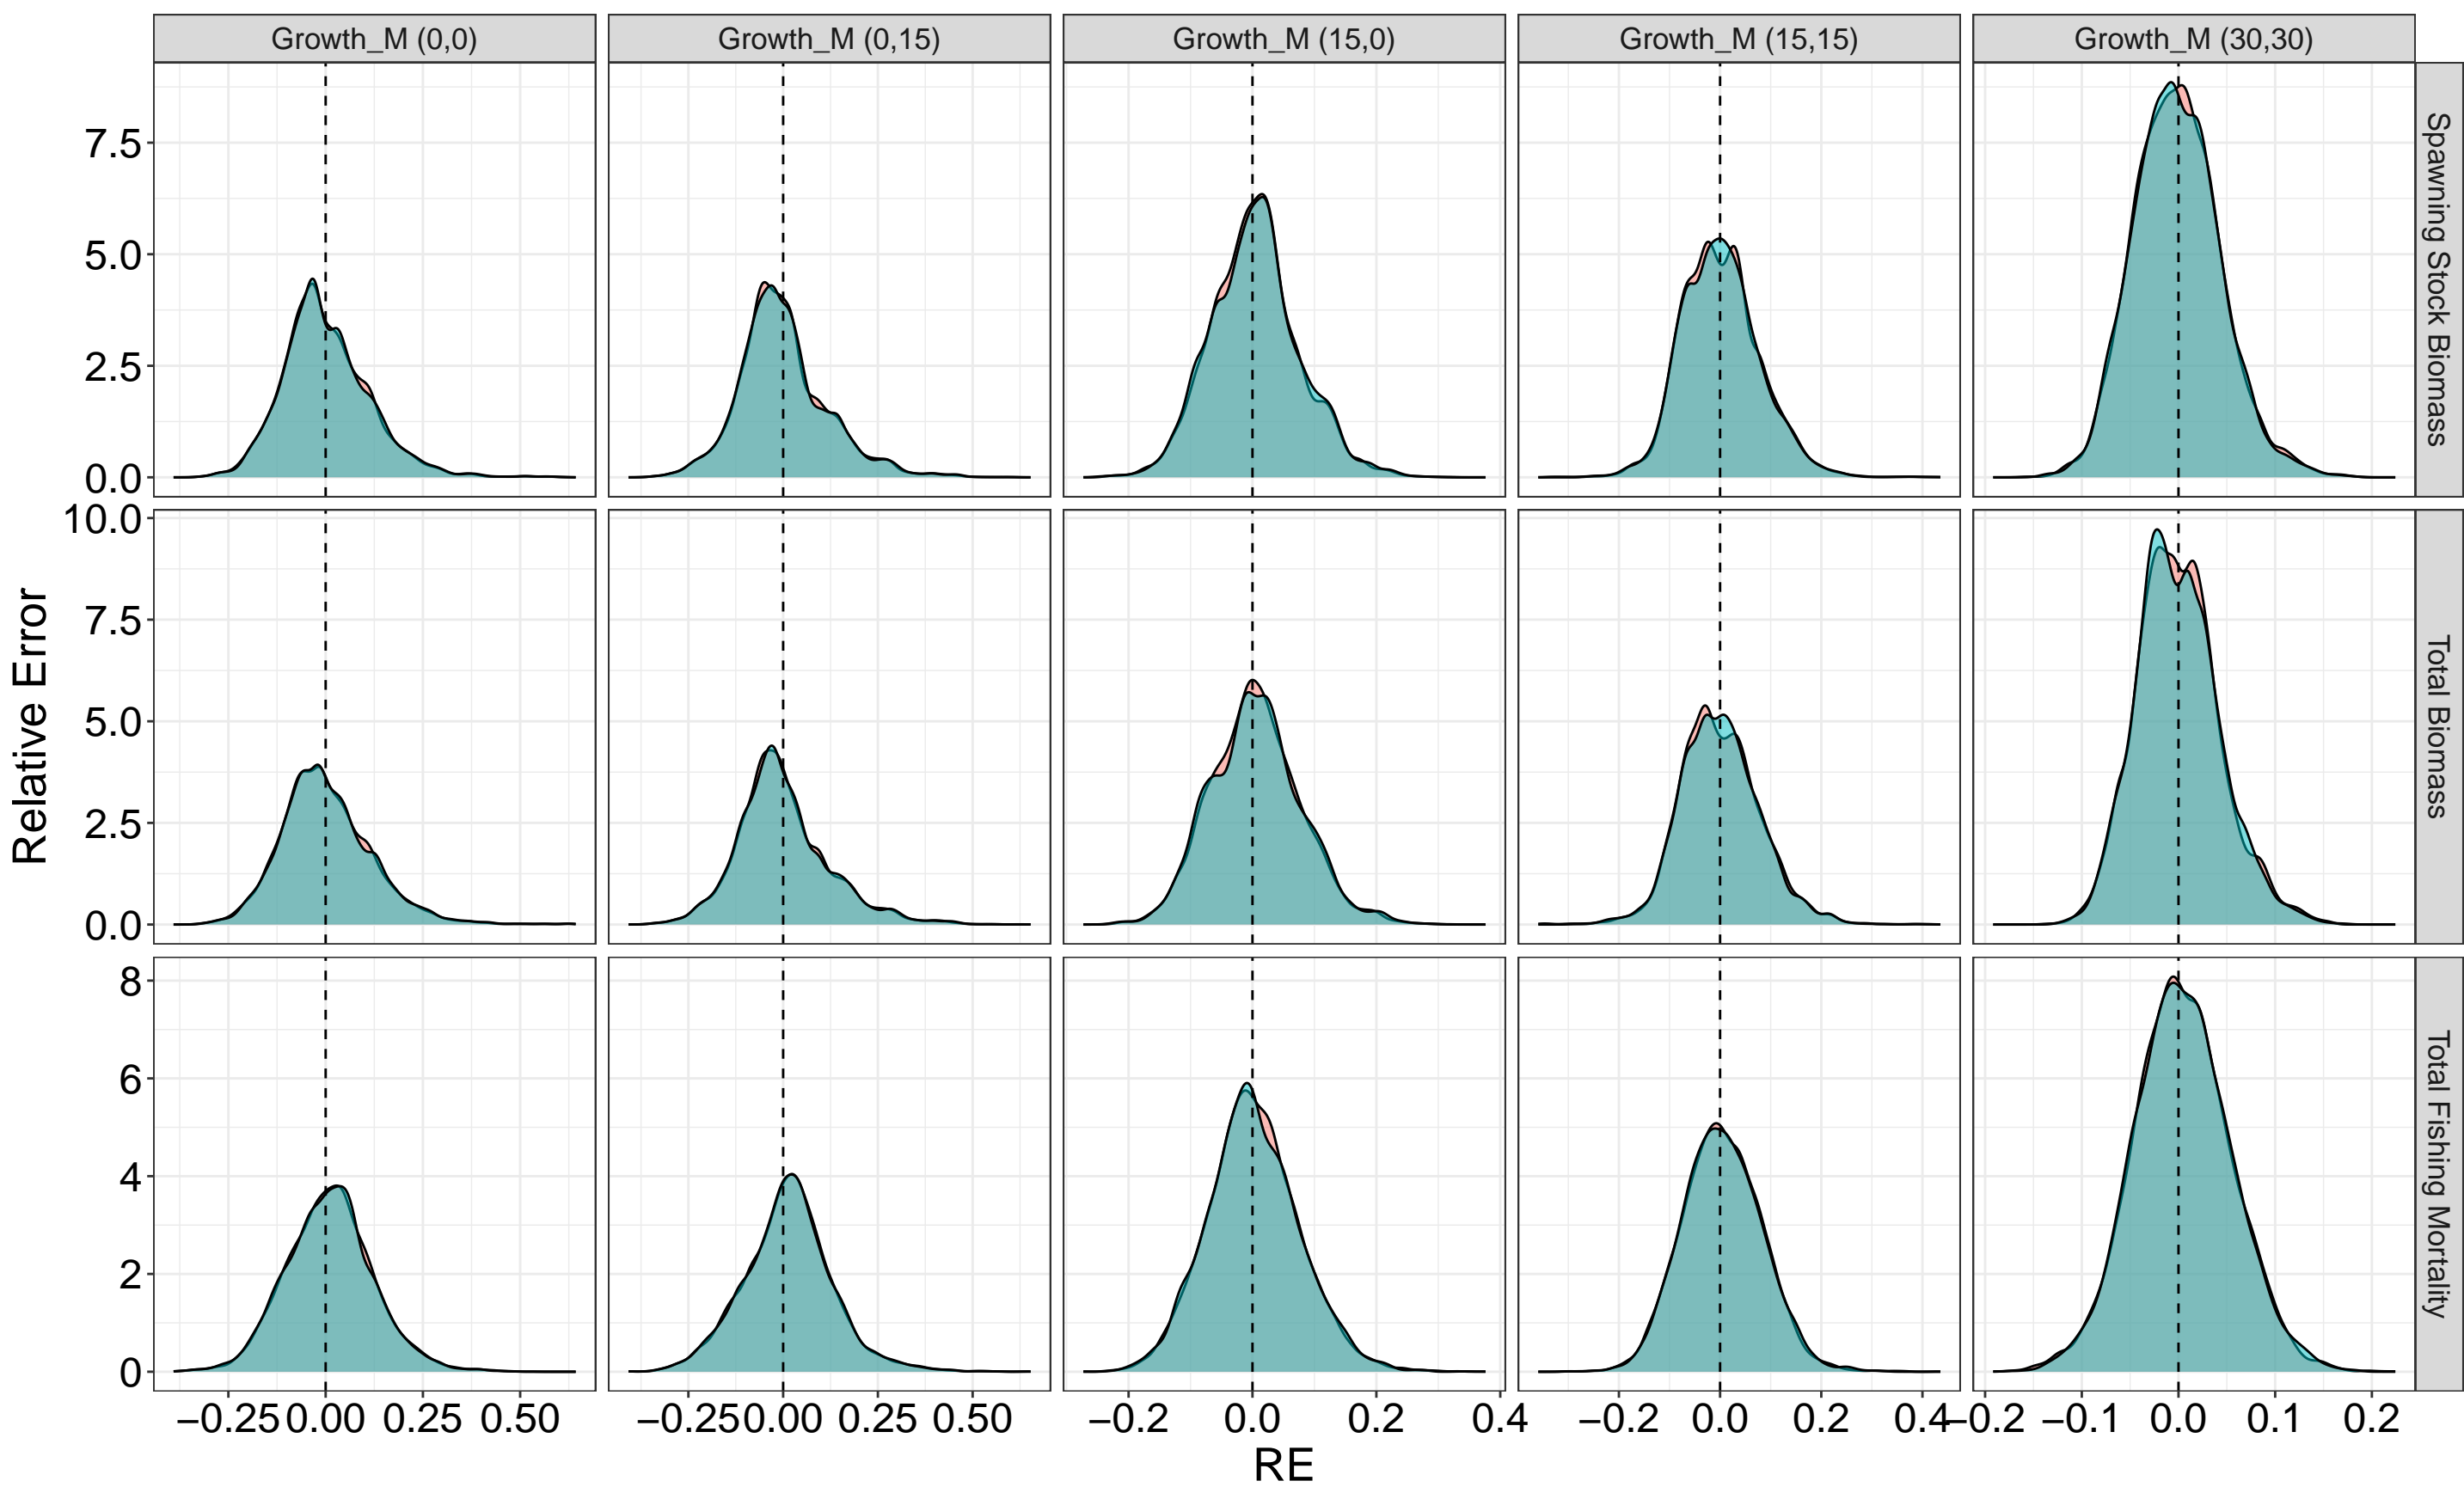 Growth_M (0,0) Growth_M (0,15) Growth_M (15,0) Growth_M (15,15) Growth_M (30,30)
7.5
5.0
2.5
0.0
Spawning Stock Biomass
10.0
7.5
5.0
2.5
0.0
Total Biomass
8
6
4
2
0
Total Fishing Mortality
Relative Error
−0.25 0.00 0.25 0.50 −0.25 0.00 0.25 0.50 −0.2 0.0 0.2 0.4 −0.2 0.0 0.2 0.4 −0.2 −0.1 0.0 0.1 0.2
RE